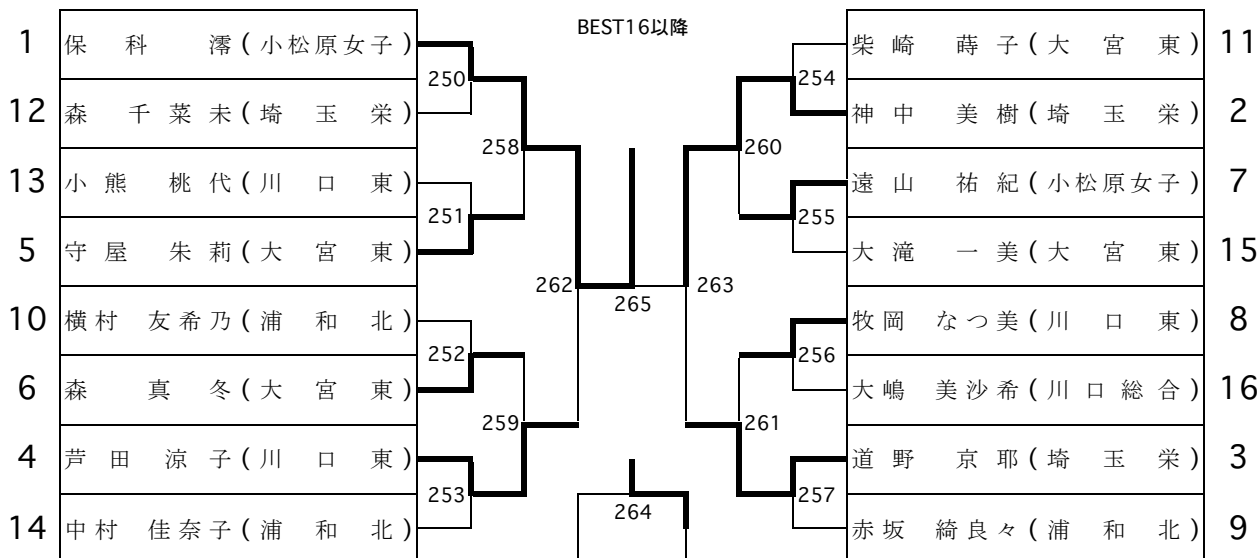 BEST16以降
1 保科 澪(小松原女子)
250
12 森 千菜未(埼玉栄)
258
13 小熊 桃代(川口東)
251
5 守屋 朱莉(大宮東)
262
10 横村 友希乃(浦和北)
252
6 森 真冬(大宮東)
259
4 芦田 涼子(川口東)
253
14 中村 佳奈子(浦和北)
265
264
柴崎 蒔子(大宮東) 11
254
神中 美樹(埼玉栄) 2
260
遠山 祐紀(小松原女子) 7
255
大滝 一美(大宮東) 15
263
牧岡 なつ美(川口東) 8
256
大嶋 美沙希(川口総合) 16
261
道野 京耶(埼玉栄) 3
257
赤坂 綺良々(浦和北) 9